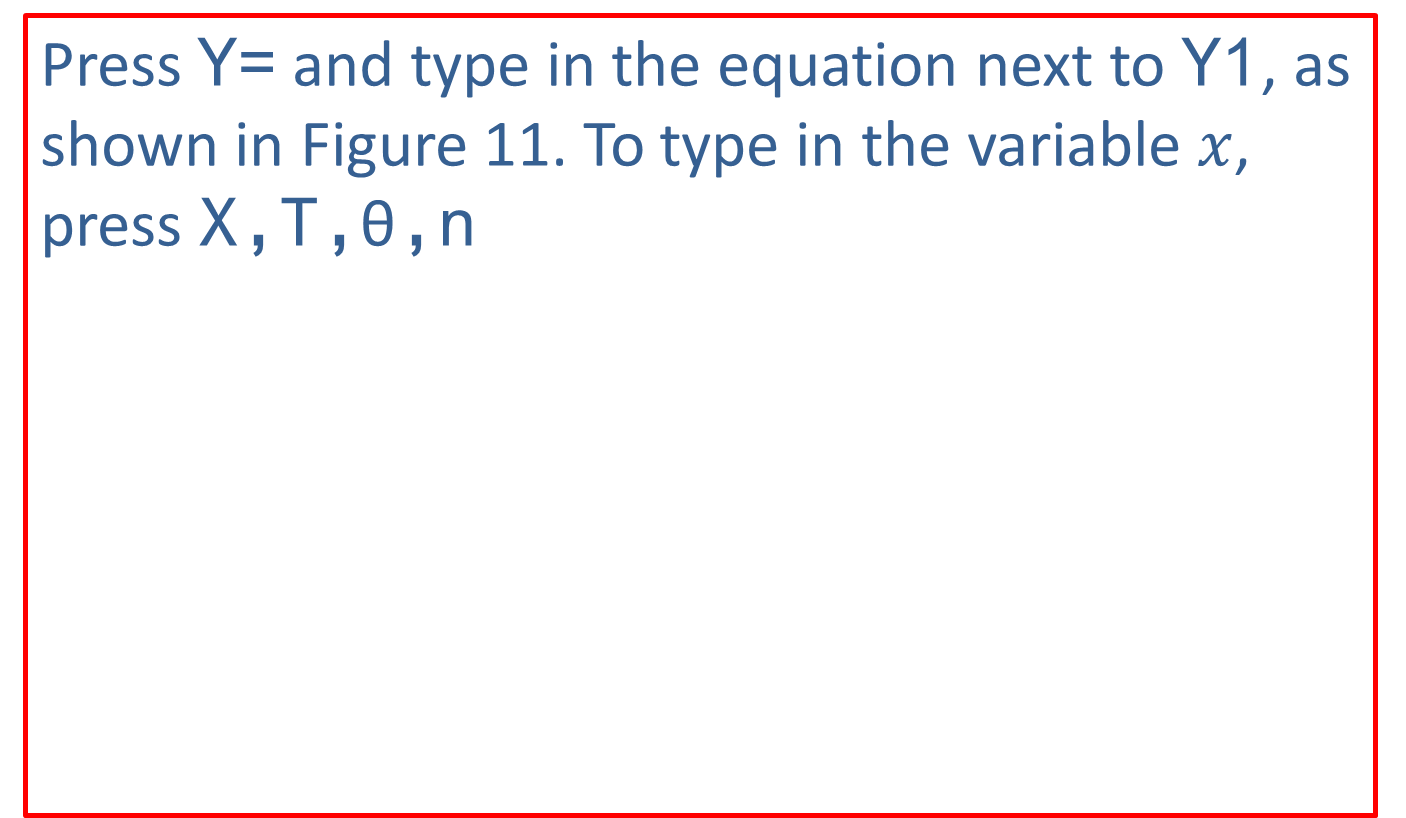 Press Y= and type in the equation next to Y1, as
shown in Figure 11. To type in the variable 𝑥,
press X,T,θ,n